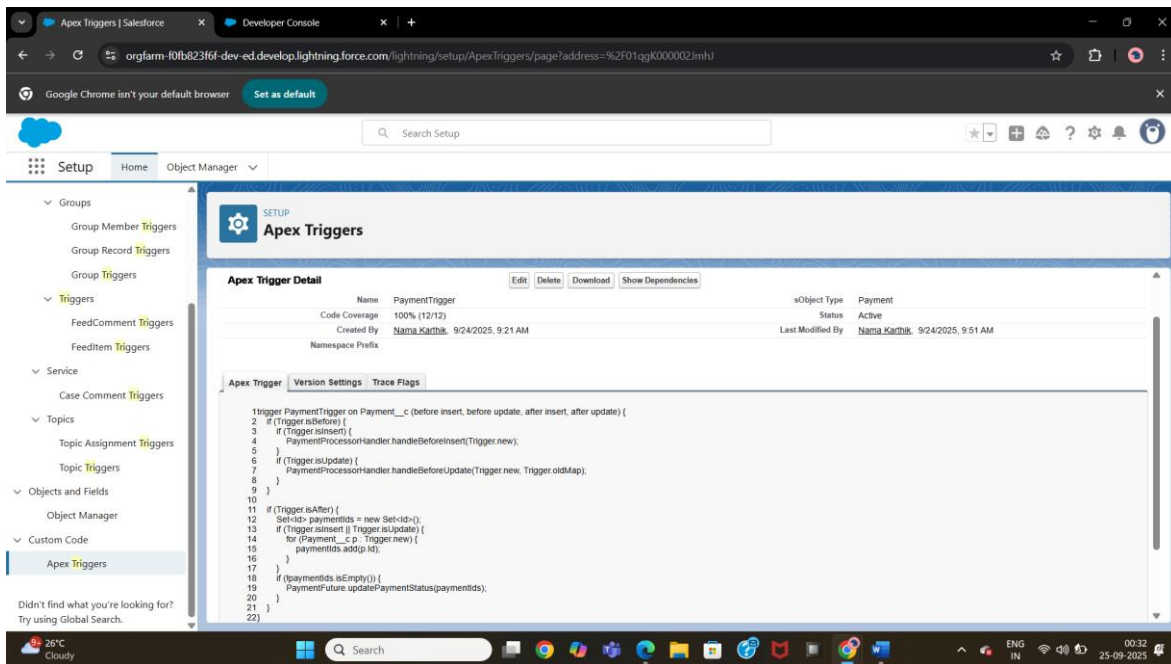 Apex Triggers | Salesforce
Developer Console
orgfarm-f0fb823f6f-dev-ed.develop.lightning.force.com/lightning/setup/ApexTriggers/page?address=%2F01qgK000002JmhJ
Google Chrome isn't your default browser
Set as default
Search Setup
Setup
Home
Object Manager
Groups
Group Member Triggers
Group Record Triggers
Group Triggers
Triggers
FeedComment Triggers
FeedItem Triggers
Service
Case Comment Triggers
Topics
Topic Assignment Triggers
Topic Triggers
Objects and Fields
Object Manager
Custom Code
Apex Triggers
Didn't find what you're looking for?
Try using Global Search.
SETUP
Apex Triggers
Apex Trigger Detail
Edit Delete Download Show Dependencies
Name PaymentTrigger sObject Type Payment
Code Coverage 100% (12/12) Status Active
Created By Nama Karthik, 9/24/2025, 9:21 AM Last Modified By Nama Karthik, 9/24/2025, 9:51 AM
Namespace Prefix
Apex Trigger Version Settings Trace Flags
1trigger PaymentTrigger on Payment__c (before insert, before update, after insert, after update) {
2 if (Trigger.isBefore) {
3 if (Trigger.isInsert) {
4 PaymentProcessorHandler.handleBeforeInsert(Trigger.new);
5 }
6 if (Trigger.isUpdate) {
7 PaymentProcessorHandler.handleBeforeUpdate(Trigger.new, Trigger.oldMap);
8 }
9 }
10
11 if (Trigger.isAfter) {
12 Set<Id> paymentIds = new Set<Id>();
13 if (Trigger.isInsert || Trigger.isUpdate) {
14 for (Payment__c p : Trigger.new) {
15 paymentIds.add(p.Id);
16 }
17 }
18 if (!paymentIds.isEmpty()) {
19 PaymentFuture.updatePaymentStatus(paymentIds);
20 }
21 }
22}
9+
26°C
Cloudy
Search
ENG
IN
00:32
25-09-2025